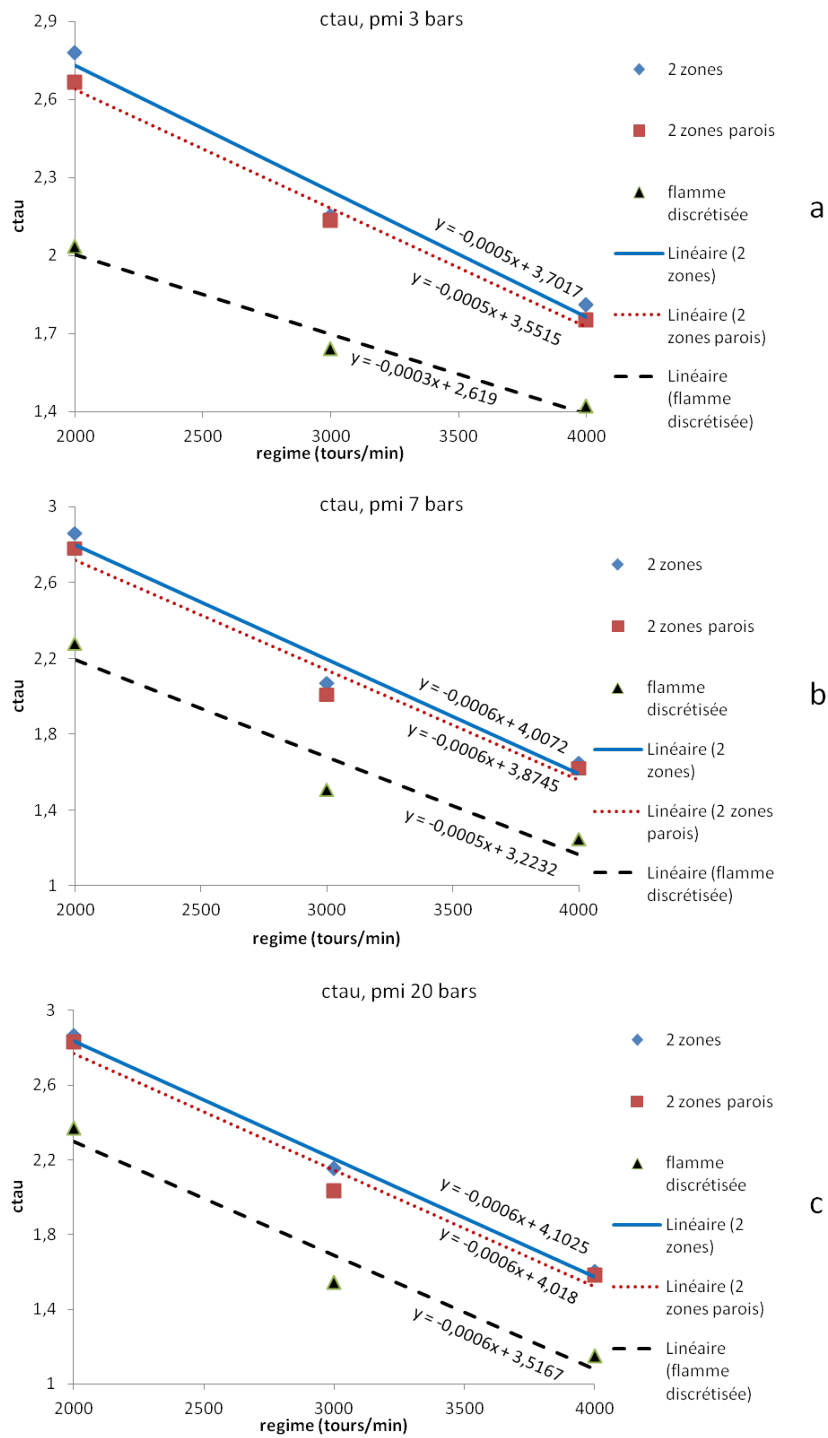 ctau, pmi 3 bars
2,9
2,6
2,3
2
1,7
1,4
ctau
2000
2500
3000
3500
4000
regime (tours/min)
y = -0,0005x + 3,7017
y = -0,0005x + 3,5515
y = -0,0003x + 2,619
2 zones
2 zones parois
flamme
discrétisée
Linéaire (2
zones)
Linéaire (2
zones parois)
Linéaire
(flamme
discrétisée)
a
ctau, pmi 7 bars
3
2,6
2,2
1,8
1,4
1
ctau
2000
2500
3000
3500
4000
regime (tours/min)
y = -0,0006x + 4,0072
y = -0,0006x + 3,8745
y = -0,0005x + 3,2232
2 zones
2 zones parois
flamme
discrétisée
Linéaire (2
zones)
Linéaire (2 zones
parois)
Linéaire (flamme
discrétisée)
b
ctau, pmi 20 bars
3
2,6
2,2
1,8
1,4
1
ctau
2000
2500
3000
3500
4000
regime (tours/min)
y = -0,0006x + 4,1025
y = -0,0006x + 4,018
y = -0,0006x + 3,5167
2 zones
2 zones parois
flamme
discrétisée
Linéaire (2
zones)
Linéaire (2
zones parois)
Linéaire
(flamme
discrétisée)
c